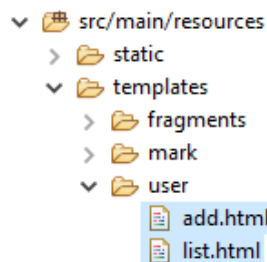 src/main/resources
static
templates
fragments
mark
user
add.html
list.html